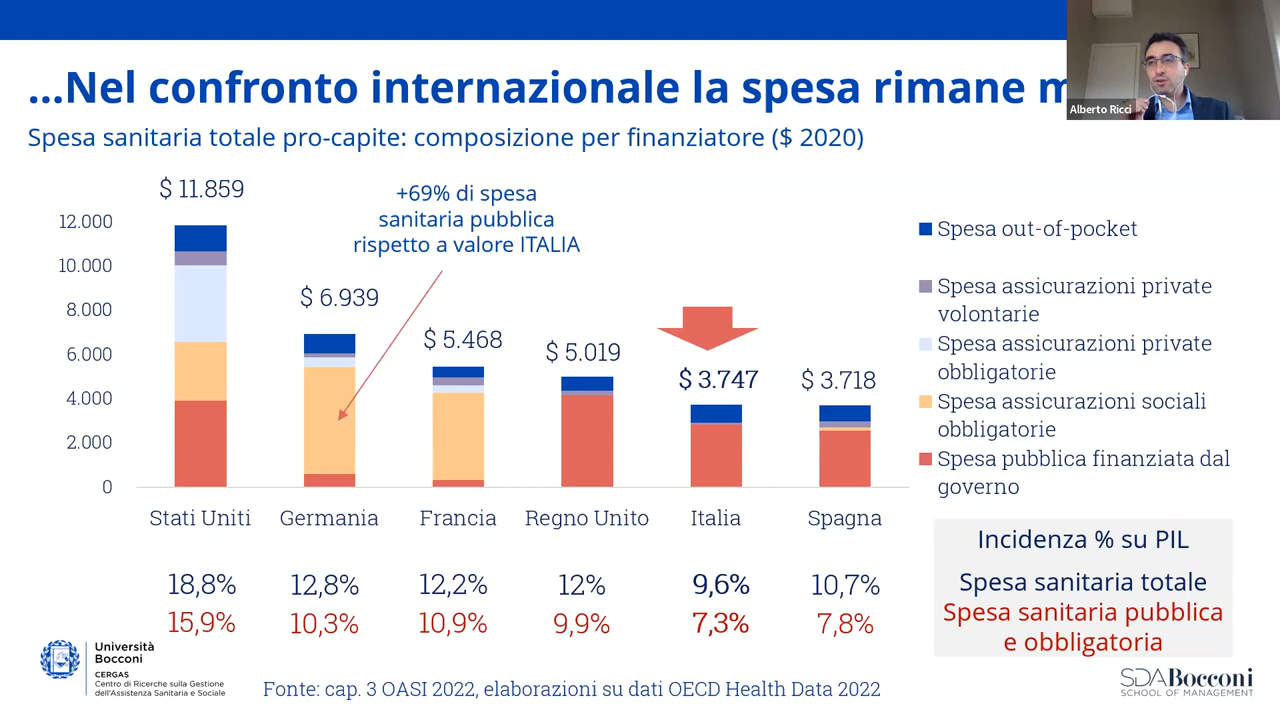 ...Nel confronto internazionale la spesa rimane
Alberto Ricci
Spesa sanitaria totale pro-capite: composizione per finanziatore ($ 2020)
$ 11.859
+69% di spesa
sanitaria pubblica
rispetto a valore ITALIA
12.000
10.000
8.000
6.000
4.000
2.000
0
$ 6.939
$ 5.468
$ 5.019
$ 3.747
$ 3.718
Spesa out-of-pocket
Spesa assicurazioni private
volontarie
Spesa assicurazioni private
obbligatorie
Spesa assicurazioni sociali
obbligatorie
Spesa pubblica finanziata dal
governo
Stati Uniti Germania Francia Regno Unito Italia Spagna
18,8% 12,8% 12,2% 12% 9,6% 10,7%
15,9% 10,3% 10,9% 9,9% 7,3% 7,8%
Incidenza % su PIL
Spesa sanitaria totale
Spesa sanitaria pubblica
e obbligatoria
Università
Bocconi
CERGAS
Centro di Ricerche sulla Gestione
dell'Assistenza Sanitaria e Sociale
Fonte: cap. 3 OASI 2022, elaborazioni su dati OECD Health Data 2022
SDA Bocconi
SCHOOL OF MANAGEMENT